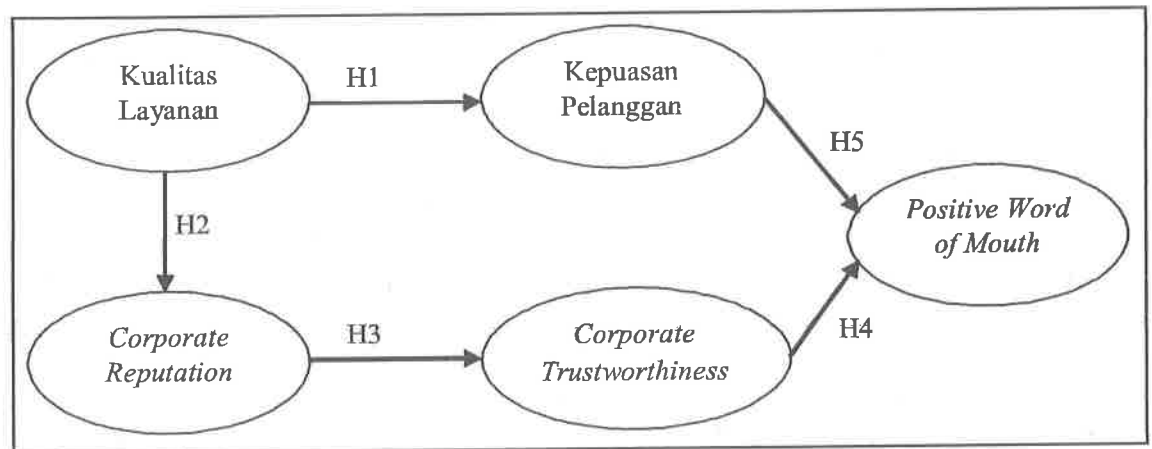 Kualitas
Layanan
H1
Kepuasan
Pelanggan
H5
H2
Positive Word
of Mouth
Corporate
Reputation
H3
Corporate
Trustworthiness
H4